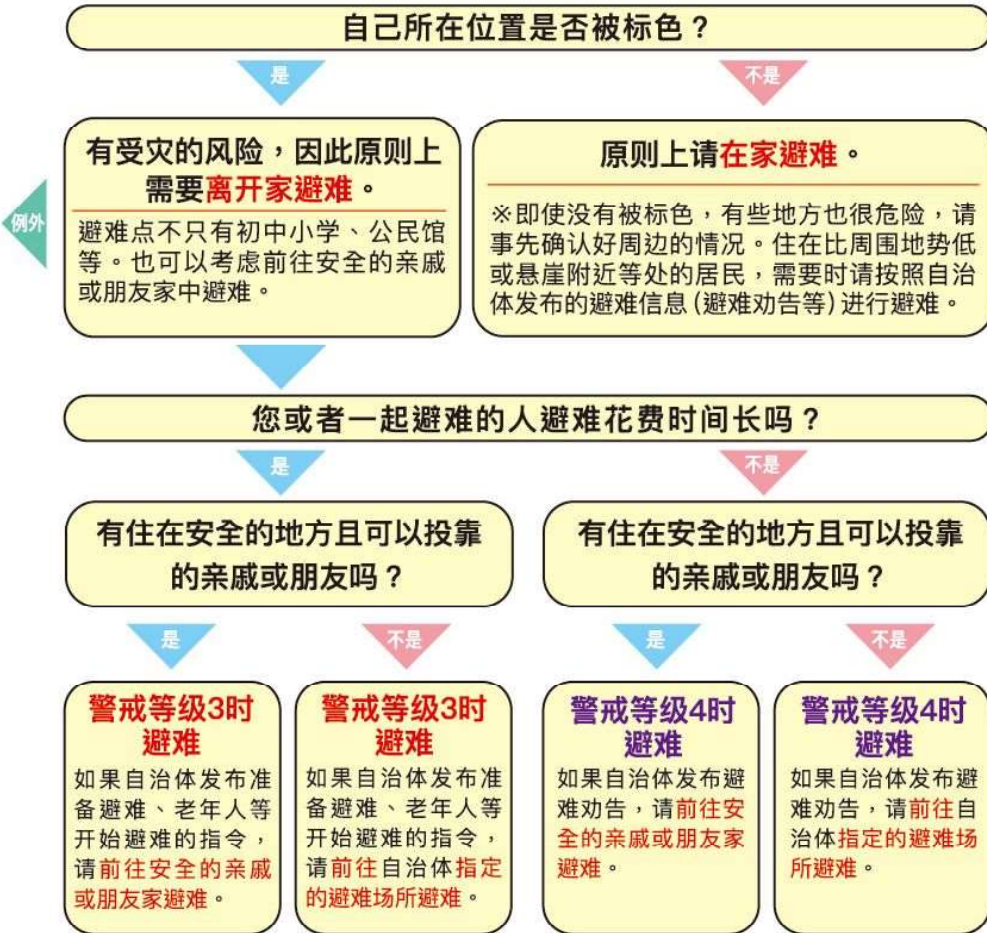 自己所在位置是否被标色？
是
不是
有受灾的风险，因此原则上
需要离开家避难。
避难点不只有初中小学、公民馆
等。也可以考虑前往安全的亲戚
或朋友家中避难。
例外
原则上请在家避难。
※即使没有被标色，有些地方也很危险，请
事先确认好周边的情况。住在比周围地势低
或悬崖附近等处的居民，需要时请按照自治
体发布的避难信息(避难劝告等)进行避难。
您或者一起避难的人避难花费时间长吗？
是
不是
有住在安全的地方且可以投靠
的亲戚或朋友吗？
有住在安全的地方且可以投靠
的亲戚或朋友吗？
是
不是
是
不是
警戒等级3时
避难
如果自治体发布准
备避难、老年人等
开始避难的指令，
请前往安全的亲戚
或朋友家避难。
警戒等级3时
避难
如果自治体发布准
备避难、老年人等
开始避难的指令，
请前往自治体指定
的避难场所避难。
警戒等级4时
避难
如果自治体发布避
难劝告，请前往安
全的亲戚或朋友家
避难。
警戒等级4时
避难
如果自治体发布避
难劝告，请前往自
治体指定的避难场
所避难。